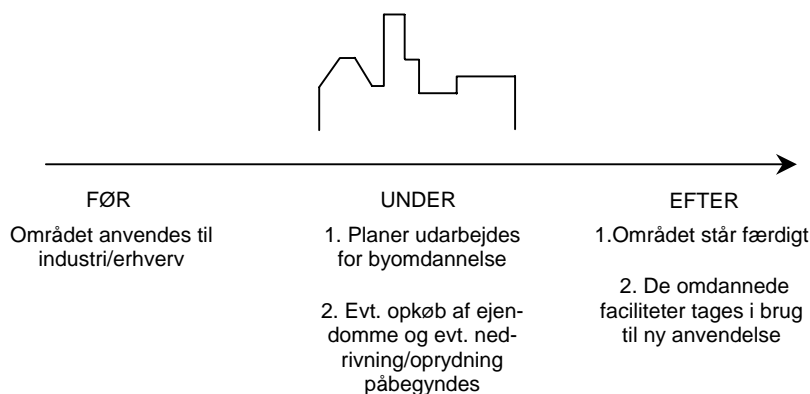 FØR
Området anvendes til
industri/erhverv
UNDER
1. Planer udarbejdes
for byomdannelse
2. Evt. opkøb af ejen-
domme og evt. ned-
rivning/oprydning
påbegyndes
EFTER
1.Området står færdigt
2. De omdannede
faciliteter tages i brug
til ny anvendelse